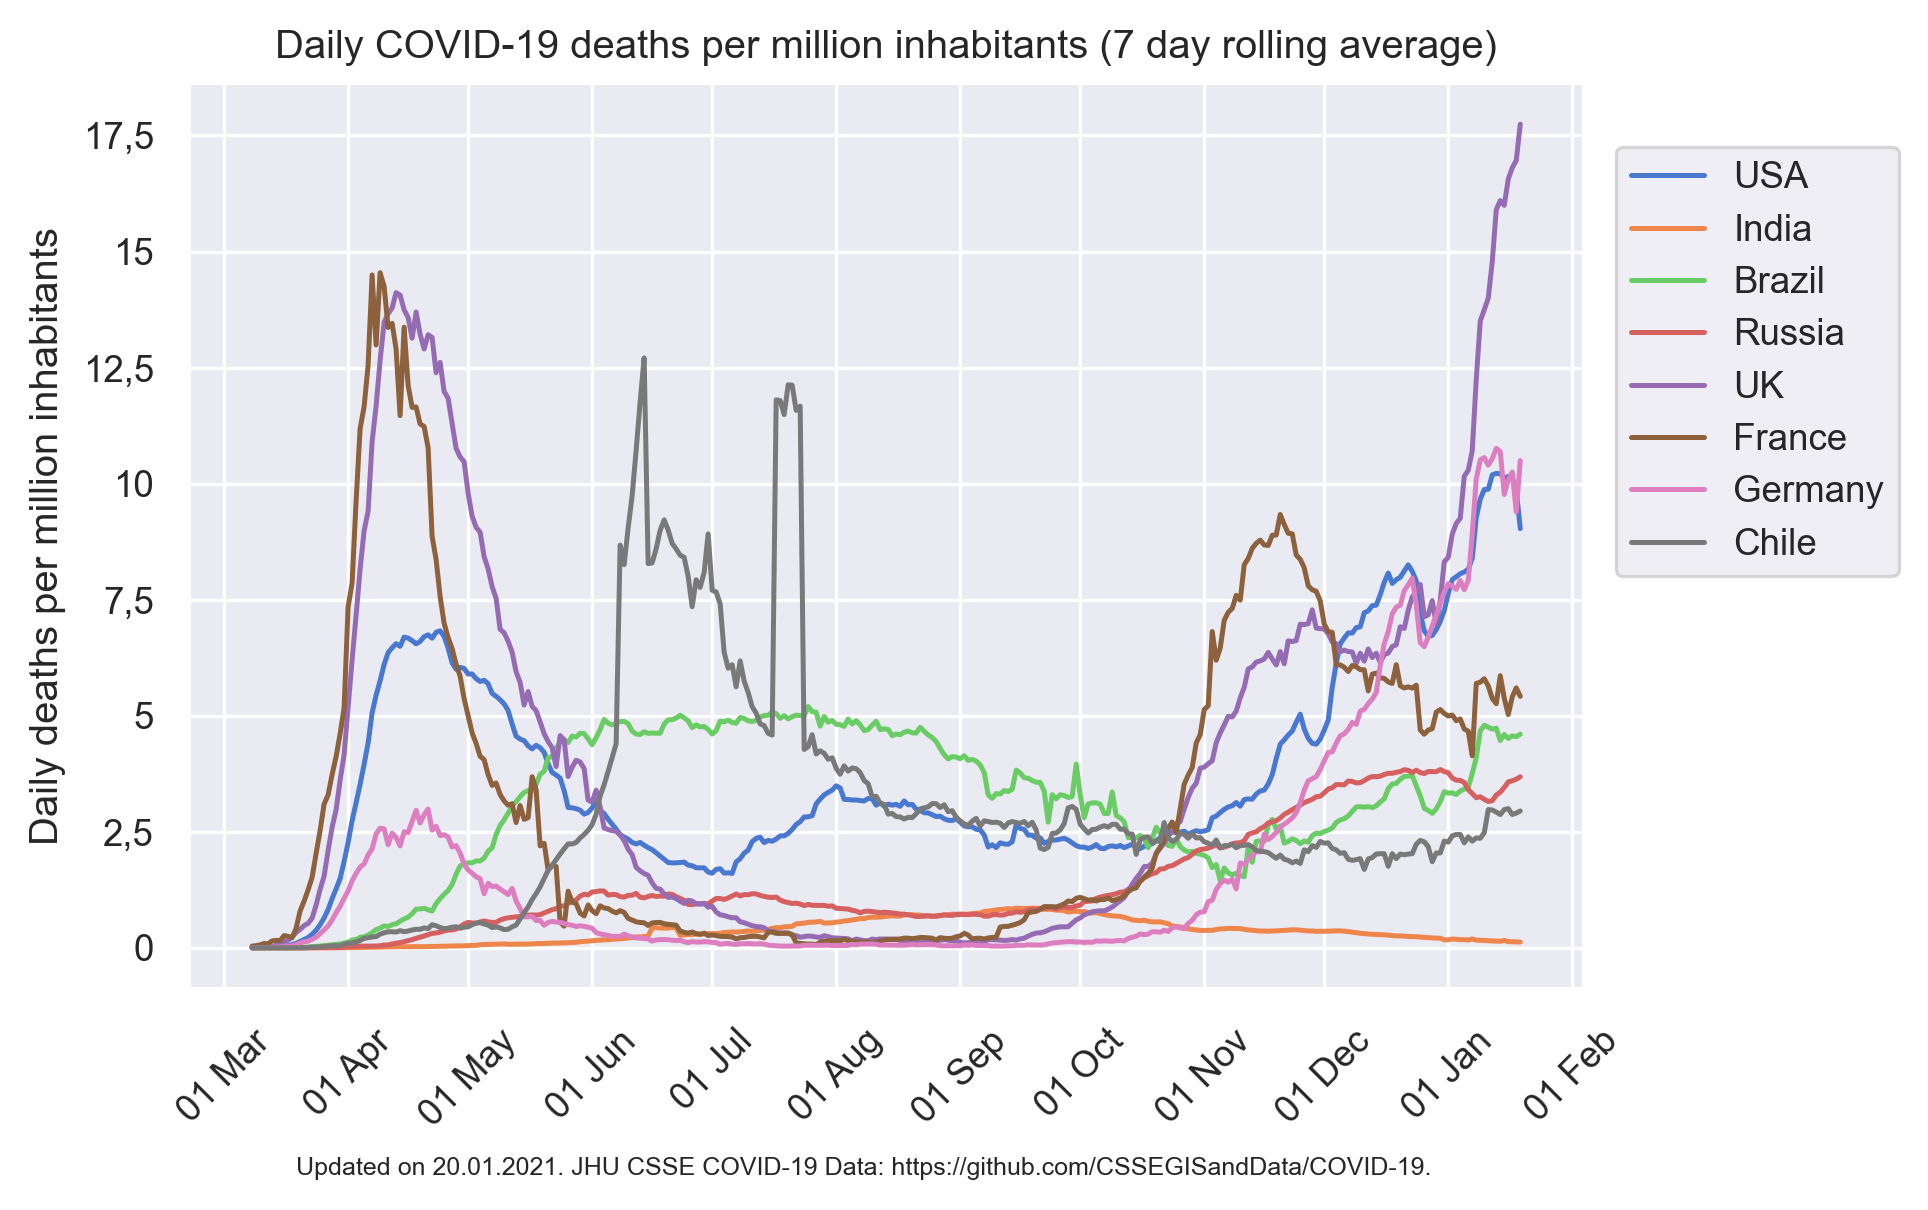 Daily COVID-19 deaths per million inhabitants (7 day rolling average)
Daily deaths per million inhabitants
17,5
15
12,5
10
7,5
5
2,5
0
01 Mar
01 Apr
01 May
01 Jun
01 Jul
01 Aug
01 Sep
01 Oct
01 Nov
01 Dec
01 Jan
01 Feb
USA
India
Brazil
Russia
UK
France
Germany
Chile
Updated on 20.01.2021. JHU CSSE COVID-19 Data: https://github.com/CSSEGISandData/COVID-19.